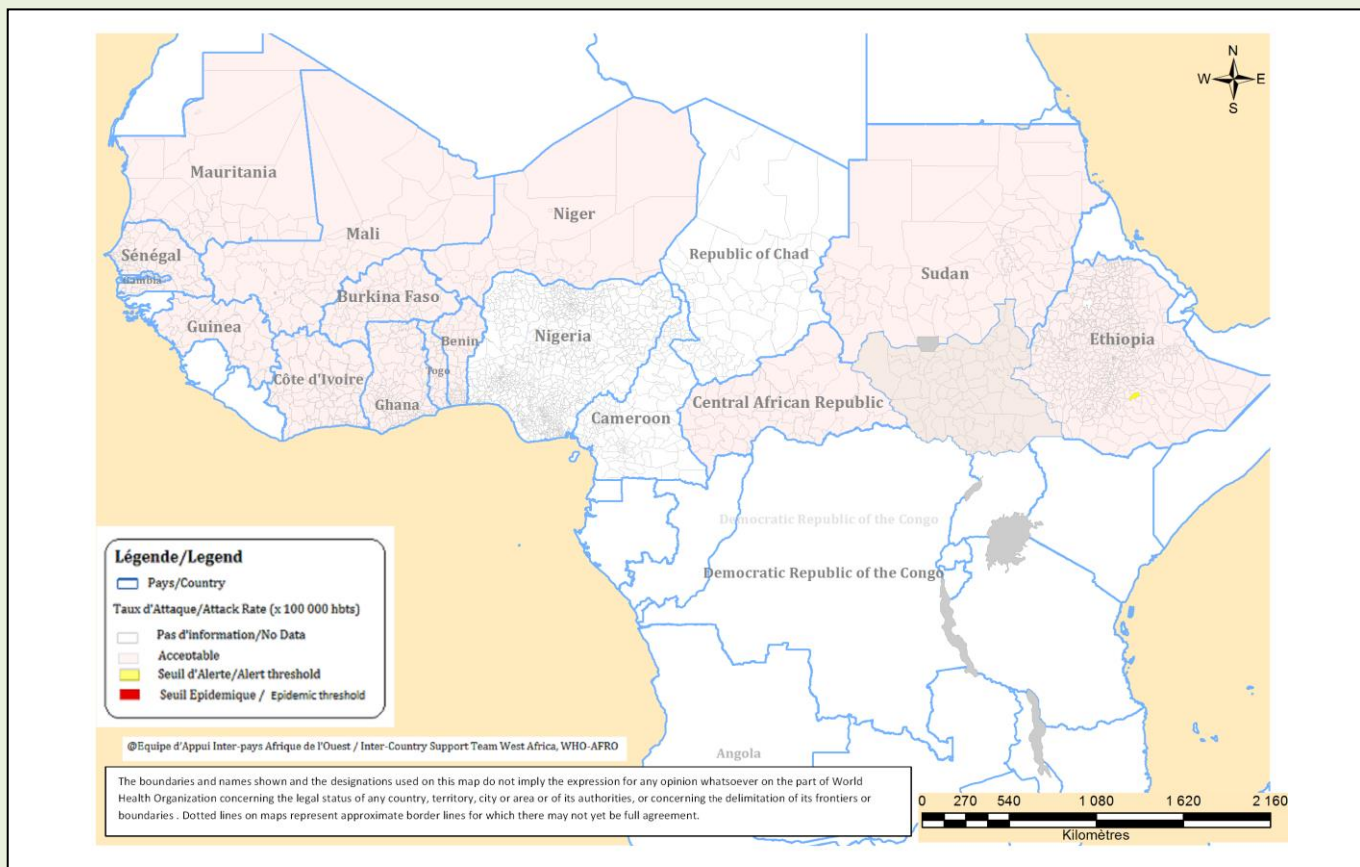 N
W E
S
Mauritania
Niger
Mali
Republic of Chad
Sénégal
Sudan
Gambia
Burkina Faso
Guinea
Nigeria
Benin
Ethiopia
Côte d'Ivoire
Togo
Ghana
Central African Republic
Cameroon
Democratic Republic of the Congo
Democratic Republic of the Congo
Angola
Légende/Legend
Pays/Country
Taux d'Attaque/Attack Rate (x 100 000 hbts)
Pas d'information/No Data
Acceptable
Seuil d'Alerte/Alert threshold
Seuil Epidemique / Epidemic threshold
@Equipe d'Appui Inter-pays Afrique de l'Ouest / Inter-Country Support Team West Africa, WHO-AFRO
The boundaries and names shown and the designations used on this map do not imply the expression for any opinion whatsoever on the part of World
Health Organization concerning the legal status of any country, territory, city or area or of its authorities, or concerning the delimitation of its frontiers or
boundaries . Dotted lines on maps represent approximate border lines for which there may not yet be full agreement.
0 270 540 1 080 1 620 2 160
Kilomètres